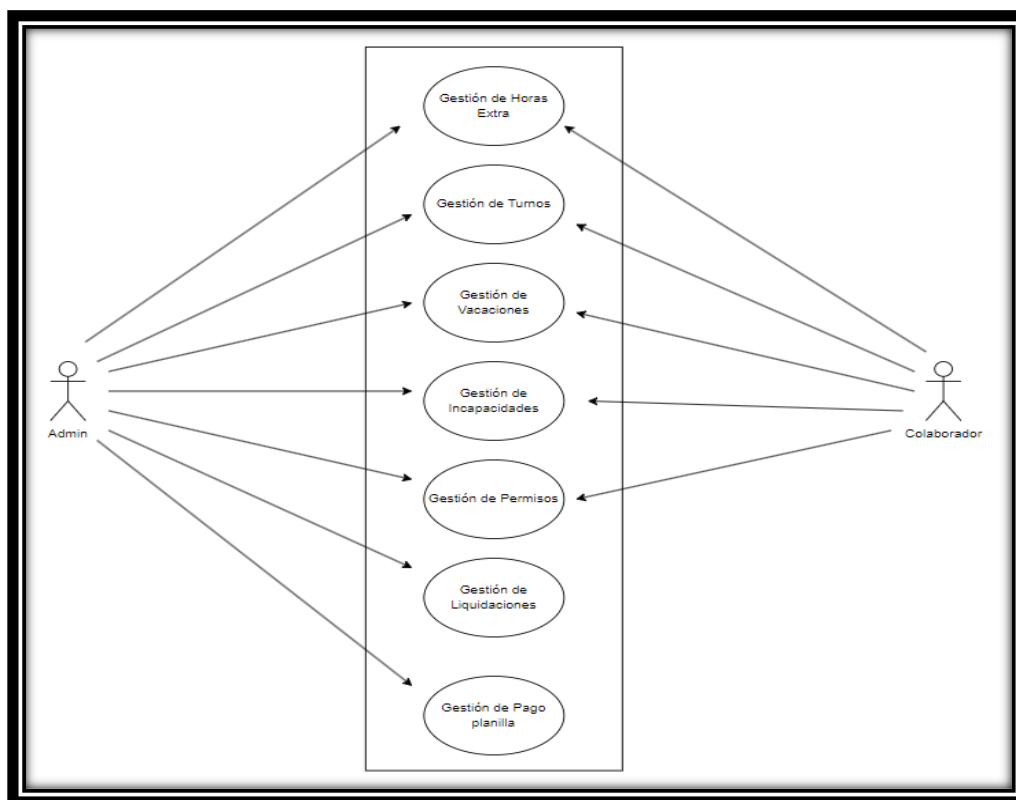 Gestión de Horas
Extra
Gestión de Turnos
Gestión de
Vacaciones
Gestión de
Incapacidades
Admin
Colaborador
Gestión de Permisos
Gestión de
Liquidaciones
Gestión de Pago
planilla